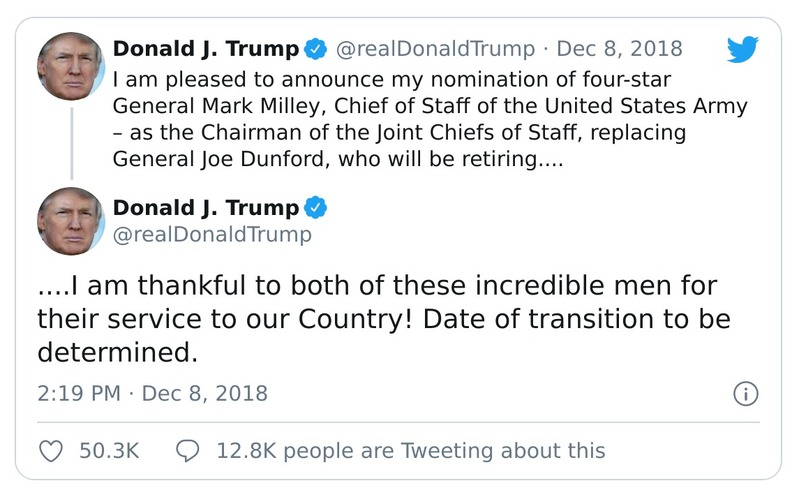 Donald J. Trump @realDonaldTrump · Dec 8, 2018
I am pleased to announce my nomination of four-star
General Mark Milley, Chief of Staff of the United States Army
– as the Chairman of the Joint Chiefs of Staff, replacing
General Joe Dunford, who will be retiring....
Donald J. Trump
@realDonaldTrump
....I am thankful to both of these incredible men for
their service to our Country! Date of transition to be
determined.
2:19 PM · Dec 8, 2018
50.3K 12.8K people are Tweeting about this